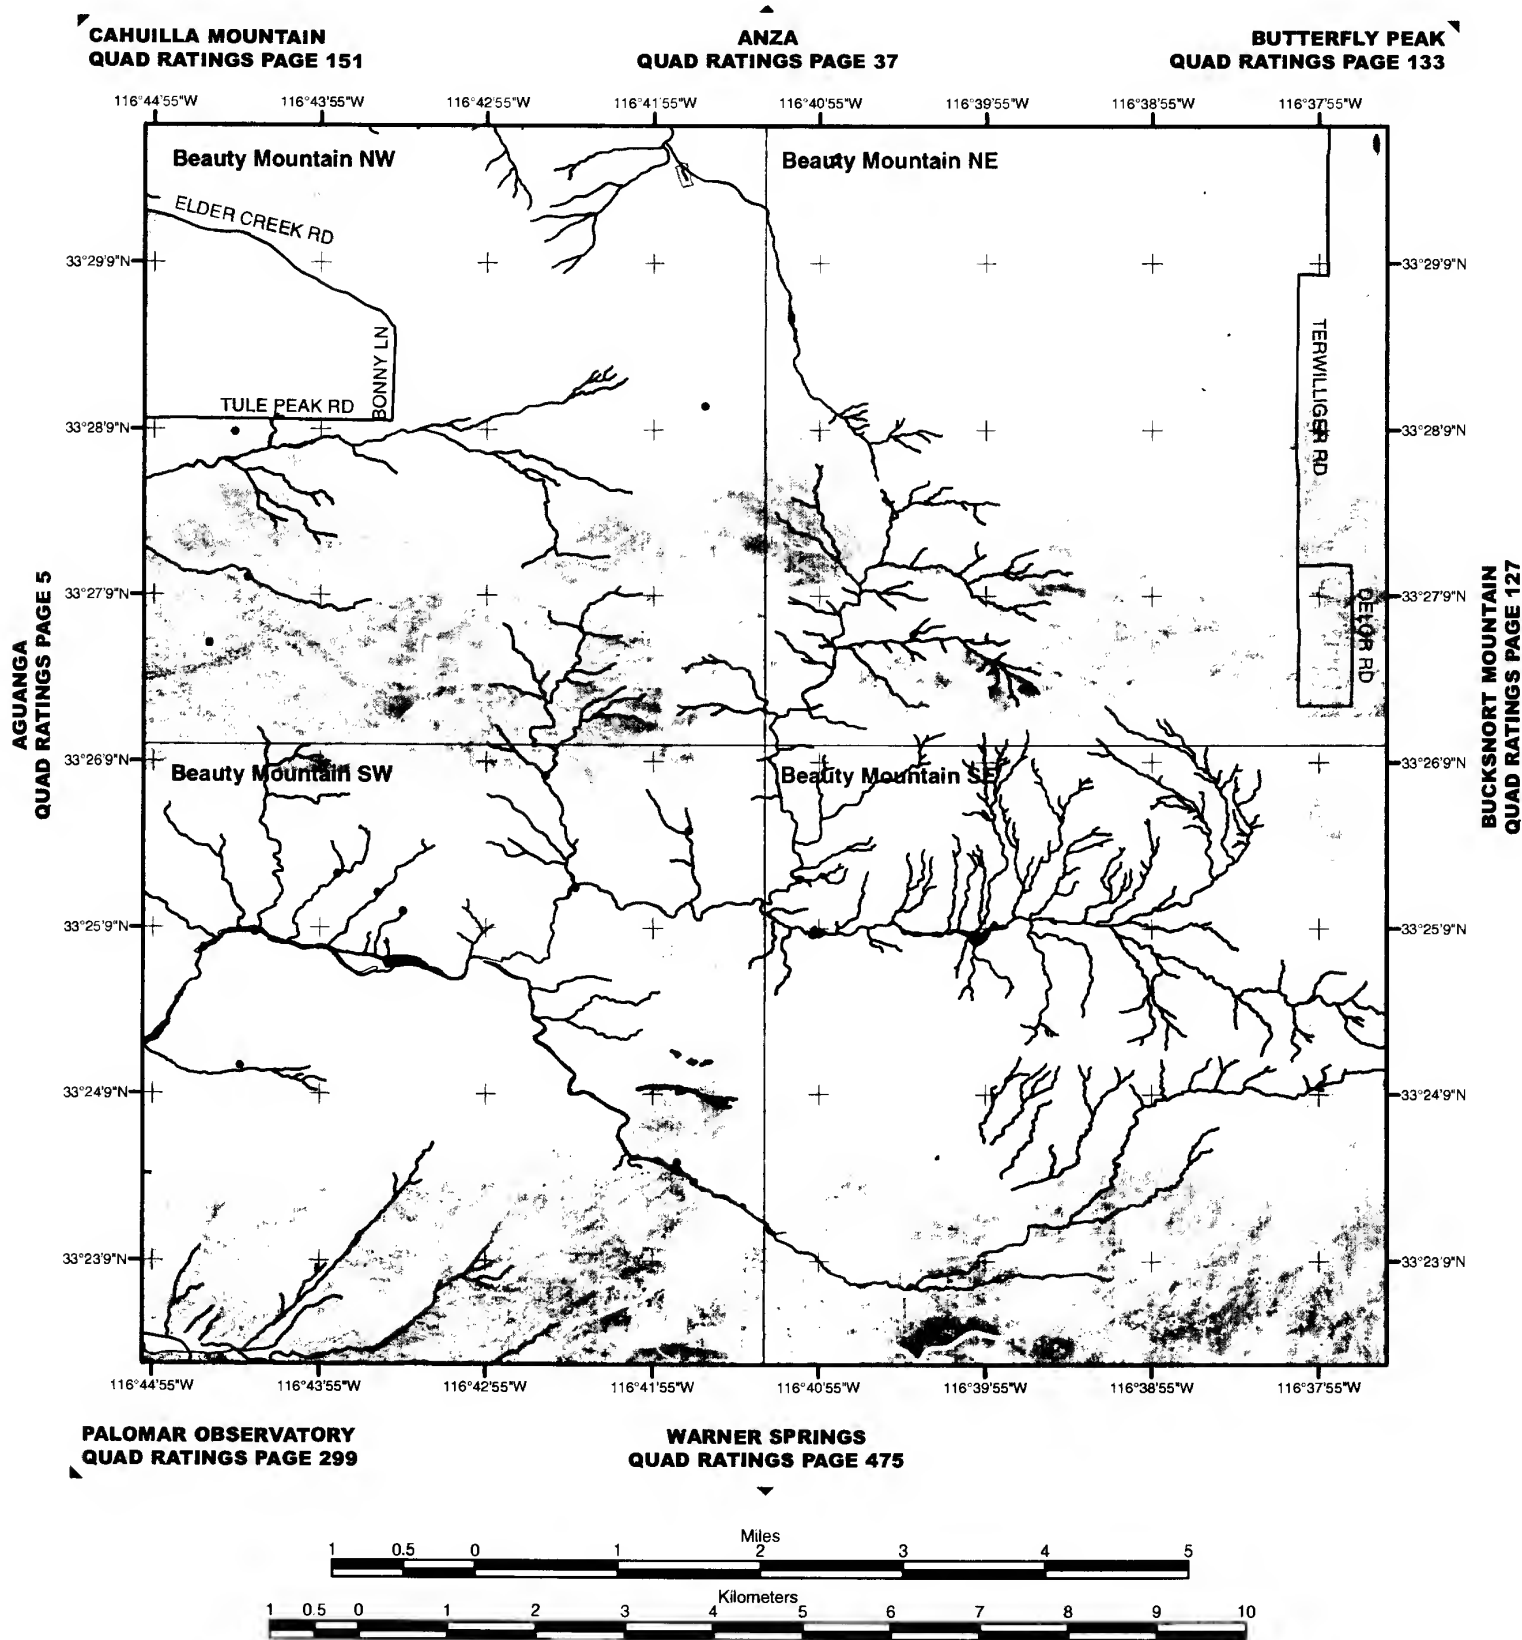 CAHUILLA MOUNTAIN
QUAD RATINGS PAGE 151
ANZA
QUAD RATINGS PAGE 37
BUTTERFLY PEAK
QUAD RATINGS PAGE 133
116°44'55"W 116°43'55"W 116°42'55"W 116°41'55"W 116°40'55"W 116°39'55"W 116°38'55"W 116°37'55"W
Beauty Mountain NW
Beauty Mountain NE
ELDER CREEK RD
33°29'9"N
33°29'9"N
BONNY LN
TERWILLIGER RD
TULE PEAK RD
33°28'9"N
33°28'9"N
AGUANGA
QUAD RATINGS PAGE 5
BUCKSNORT MOUNTAIN
QUAD RATINGS PAGE 127
33°27'9"N
33°27'9"N
DELOR RD
33°26'9"N
33°26'9"N
Beauty Mountain SW
Beauty Mountain SE
33°25'9"N
33°25'9"N
33°24'9"N
33°24'9"N
33°23'9"N
33°23'9"N
116°44'55"W 116°43'55"W 116°42'55"W 116°41'55"W 116°40'55"W 116°39'55"W 116°38'55"W 116°37'55"W
PALOMAR OBSERVATORY
QUAD RATINGS PAGE 299
WARNER SPRINGS
QUAD RATINGS PAGE 475
Miles
1 0.5 0 1 2 3 4 5
Kilometers
1 0.5 0 1 2 3 4 5 6 7 8 9 10